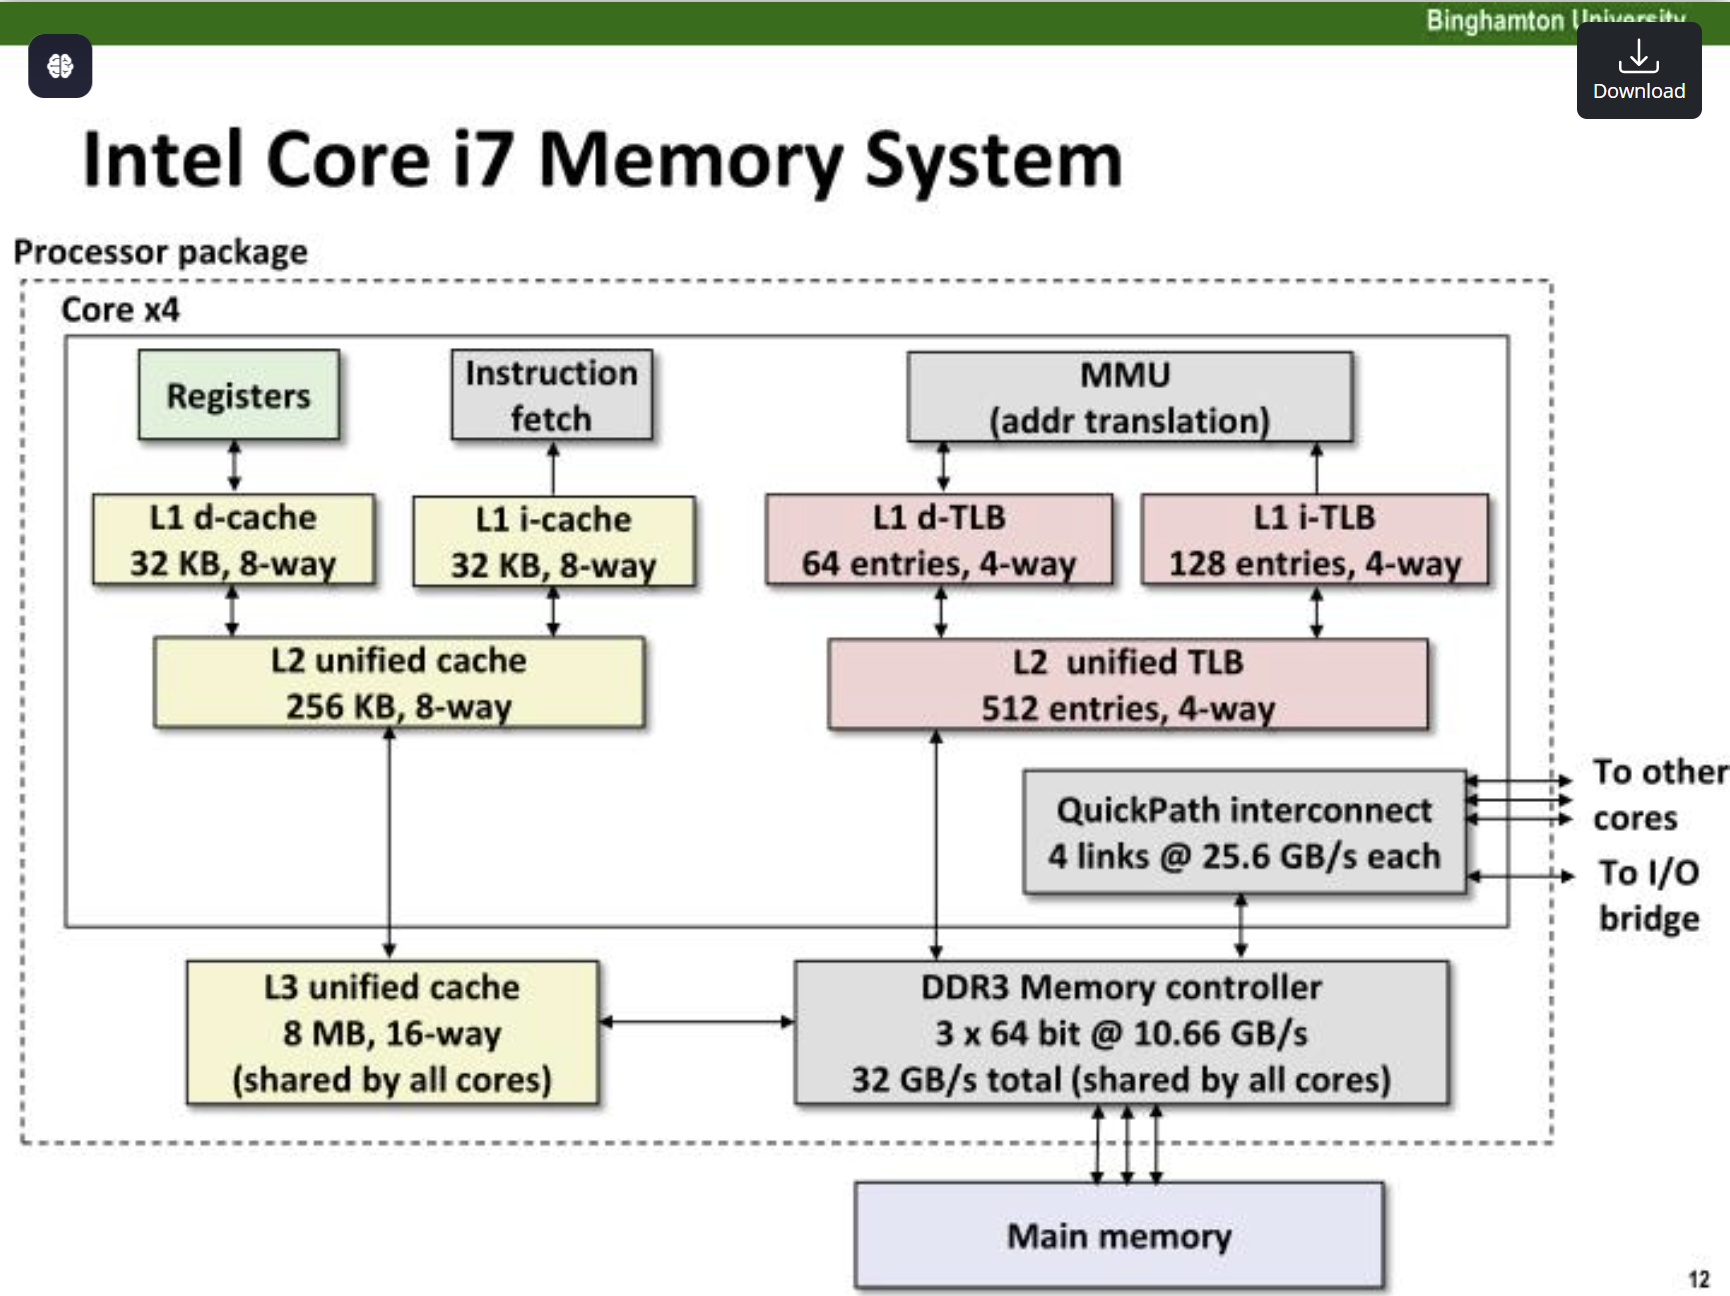 Binghamton University
Download
Intel Core i7 Memory System
Processor package
Core x4
Registers
Instruction
fetch
MMU
(addr translation)
L1 d-cache
32 KB, 8-way
L1 i-cache
32 KB, 8-way
L1 d-TLB
64 entries, 4-way
L1 i-TLB
128 entries, 4-way
L2 unified cache
256 KB, 8-way
L2 unified TLB
512 entries, 4-way
QuickPath interconnect
4 links @ 25.6 GB/s each
To other
cores
To I/O
bridge
L3 unified cache
8 MB, 16-way
(shared by all cores)
DDR3 Memory controller
3 x 64 bit @ 10.66 GB/s
32 GB/s total (shared by all cores)
Main memory
12